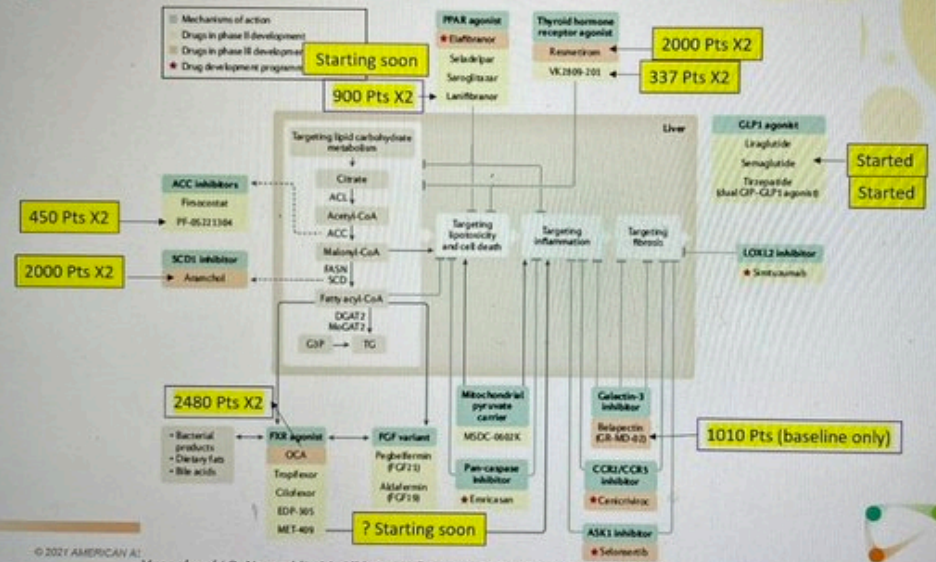 Mechanisms of action
Drugs in phase II development
Drugs in phase III
Drug development
Starting soon
900 Pts X2
PPAR agonist
★ Elafibranor
Seladelpar
Saroglitazar
Lanifibranor
Thyroid hormone
receptor agonist
Resmetirom
VK2809-201
2000 Pts X2
337 Pts X2
Liver
GLP1 agonist
Liraglutide
Semaglutide
Tirzepatide
(dual GIP-GLP1 agonist)
Started
Started
Targeting lipid carbohydrate
metabolism
Citrate
ACL
Acetyl-CoA
ACC
Malonyl-CoA
FASN
SCD
Fatty acyl-CoA
DGAT2
MoGAT2
G3P
TG
ACC inhibitors
Firsocostat
PF-05221304
450 Pts X2
SCD1 inhibitor
Aramchol
2000 Pts X2
Targeting
lipotoxicity
and cell death
Targeting
inflammation
Targeting
fibrosis
LOXL2 inhibitor
★ Simtuzumab
2480 Pts X2
• Bacterial
products
• Dietary fats
• Bile acids
FXR agonist
OCA
Tropifexor
Cilofexor
EDP-305
MET-409
FGF variant
Pegbelfermin
(FGF21)
Aldafermin
(FGF19)
? Starting soon
Mitochondrial
pyruvate
carrier
MSDC-0602K
Pan-caspase
inhibitor
★ Emricasan
Galectin-3
inhibitor
Belapectin
(GR-MD-02)
1010 Pts (baseline only)
CCR2/CCR5
inhibitor
★ Cenicriviroc
ASK1 inhibitor
★ Selonsertib
© 2021 AMERICAN